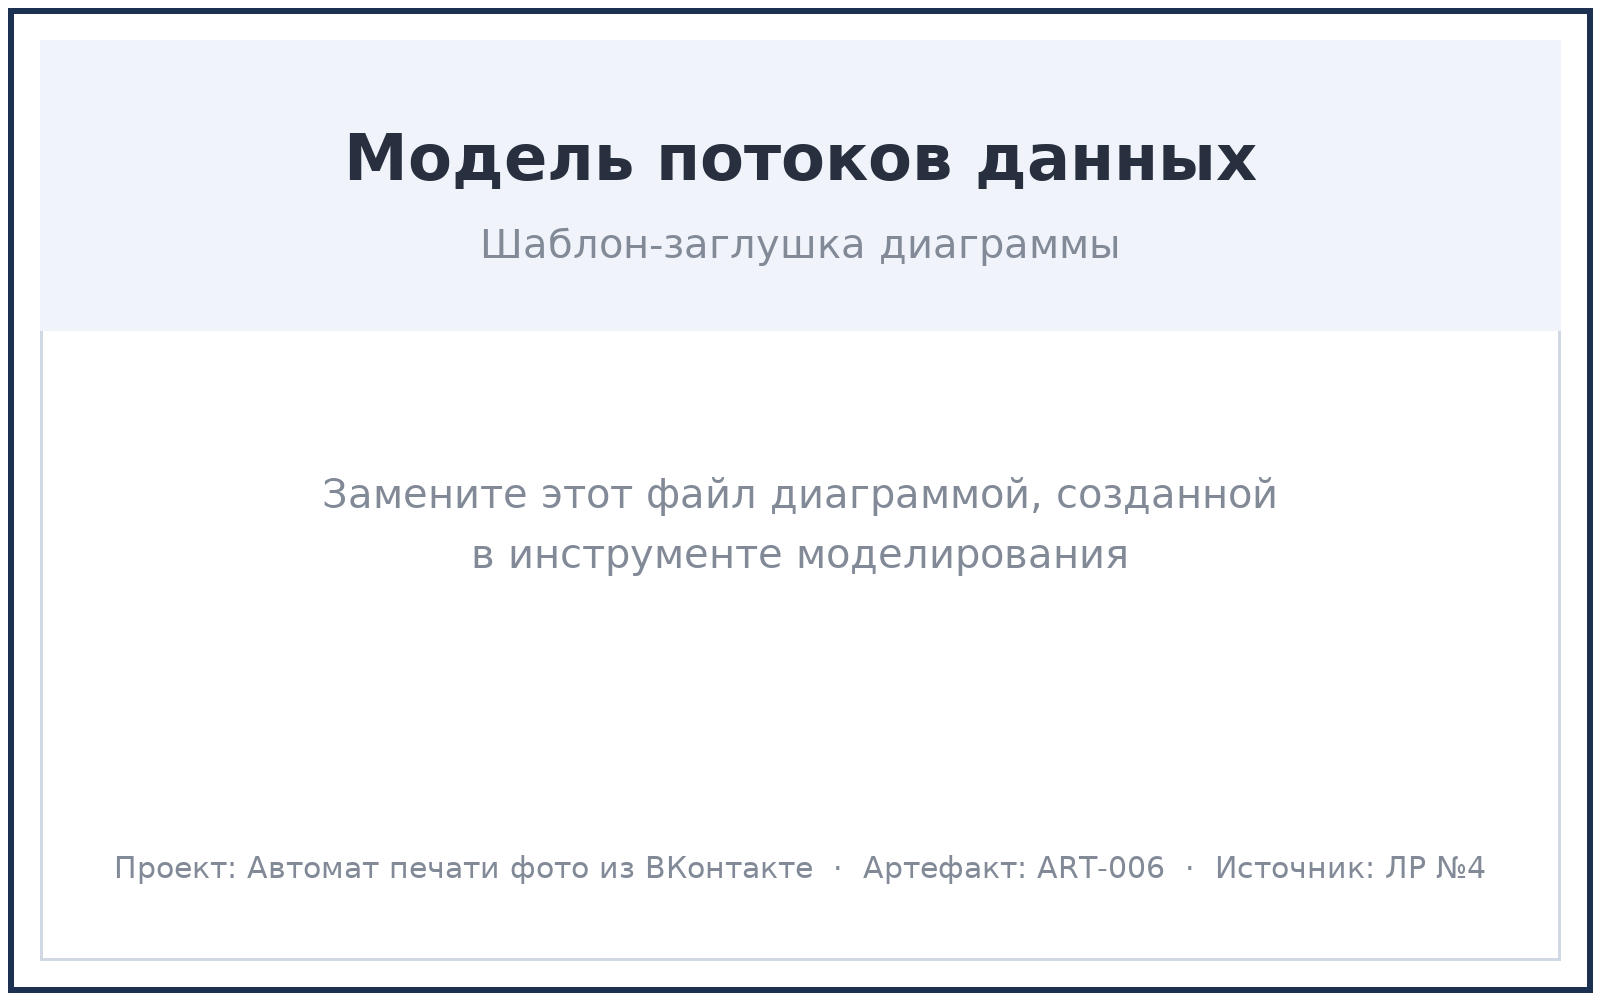 Модель потоков данных
Шаблон-заглушка диаграммы
Замените этот файл диаграммой, созданной
в инструменте моделирования
Проект: Автомат печати фото из ВКонтакте · Артефакт: ART-006 · Источник: ЛР №4